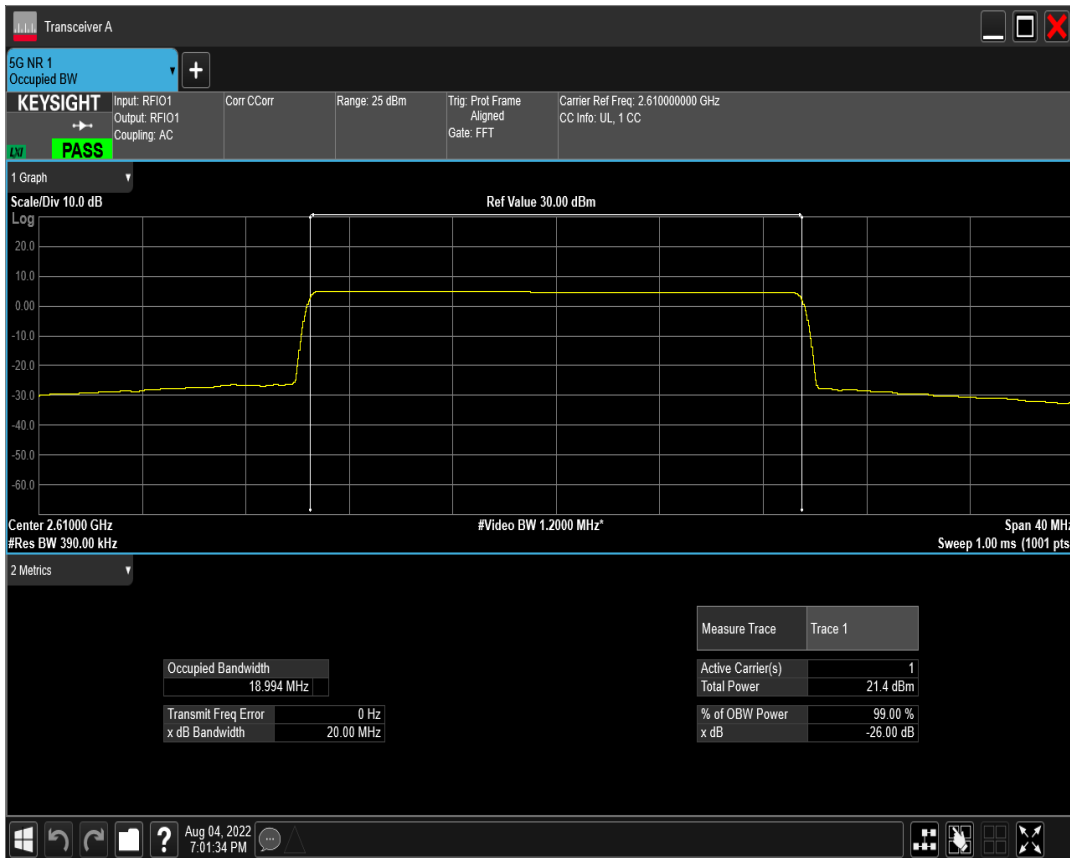 Transceiver A
5G NR 1
Occupied BW
+
KEYSIGHT
LXI
PASS
Input: RFIO1
Output: RFIO1
Coupling: AC
Corr CCorr
Range: 25 dBm
Trig: Prot Frame
Aligned
Gate: FFT
Carrier Ref Freq: 2.610000000 GHz
CC Info: UL, 1 CC
1 Graph
Scale/Div 10.0 dB
Ref Value 30.00 dBm
Log
20.0
10.0
0.00
-10.0
-20.0
-30.0
-40.0
-50.0
-60.0
Center 2.61000 GHz
#Video BW 1.2000 MHz*
Span 40 MHz
#Res BW 390.00 kHz
Sweep 1.00 ms (1001 pts
2 Metrics
Measure Trace Trace 1
Occupied Bandwidth
18.994 MHz
Active Carrier(s) 1
Total Power 21.4 dBm
Transmit Freq Error 0 Hz
x dB Bandwidth 20.00 MHz
% of OBW Power 99.00 %
x dB -26.00 dB
?
Aug 04, 2022
7:01:34 PM